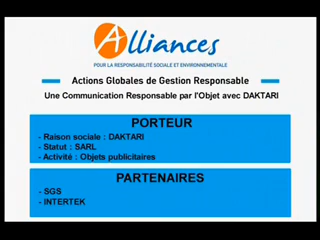 Alliances
POUR LA RESPONSABILITÉ SOCIALE ET ENVIRONNEMENTALE
Actions Globales de Gestion Responsable
Une Communication Responsable par l'Objet avec DAKTARI
PORTEUR
- Raison sociale : DAKTARI
- Statut : SARL
- Activité : Objets publicitaires
PARTENAIRES
- SGS
- INTERTEK